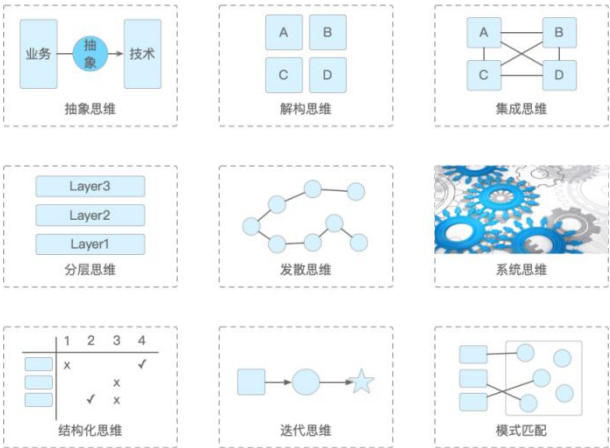 业务 抽象 技术
抽象思维
A B
C D
解构思维
A B
C D
集成思维
Layer3
Layer2
Layer1
分层思维
发散思维
系统思维
1 2 3 4
x ✓
x
✓ x
结构化思维
迭代思维
模式匹配